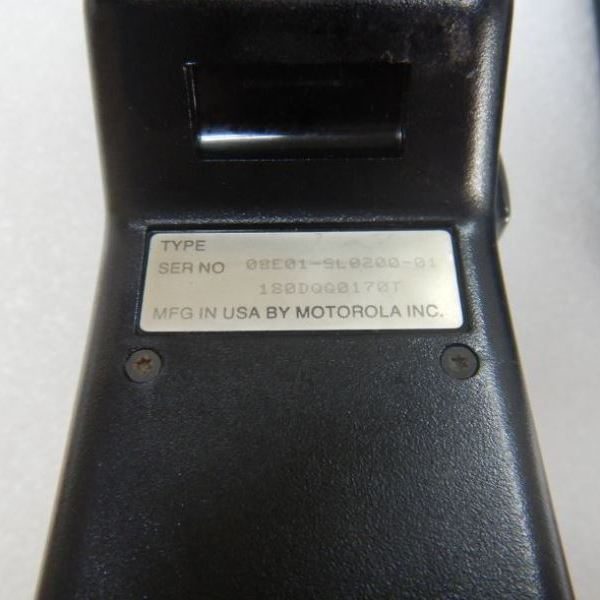 TYPE
SER NO 08E01-SL0200-01
180DQQ0170T
MFG IN USA BY MOTOROLA INC.